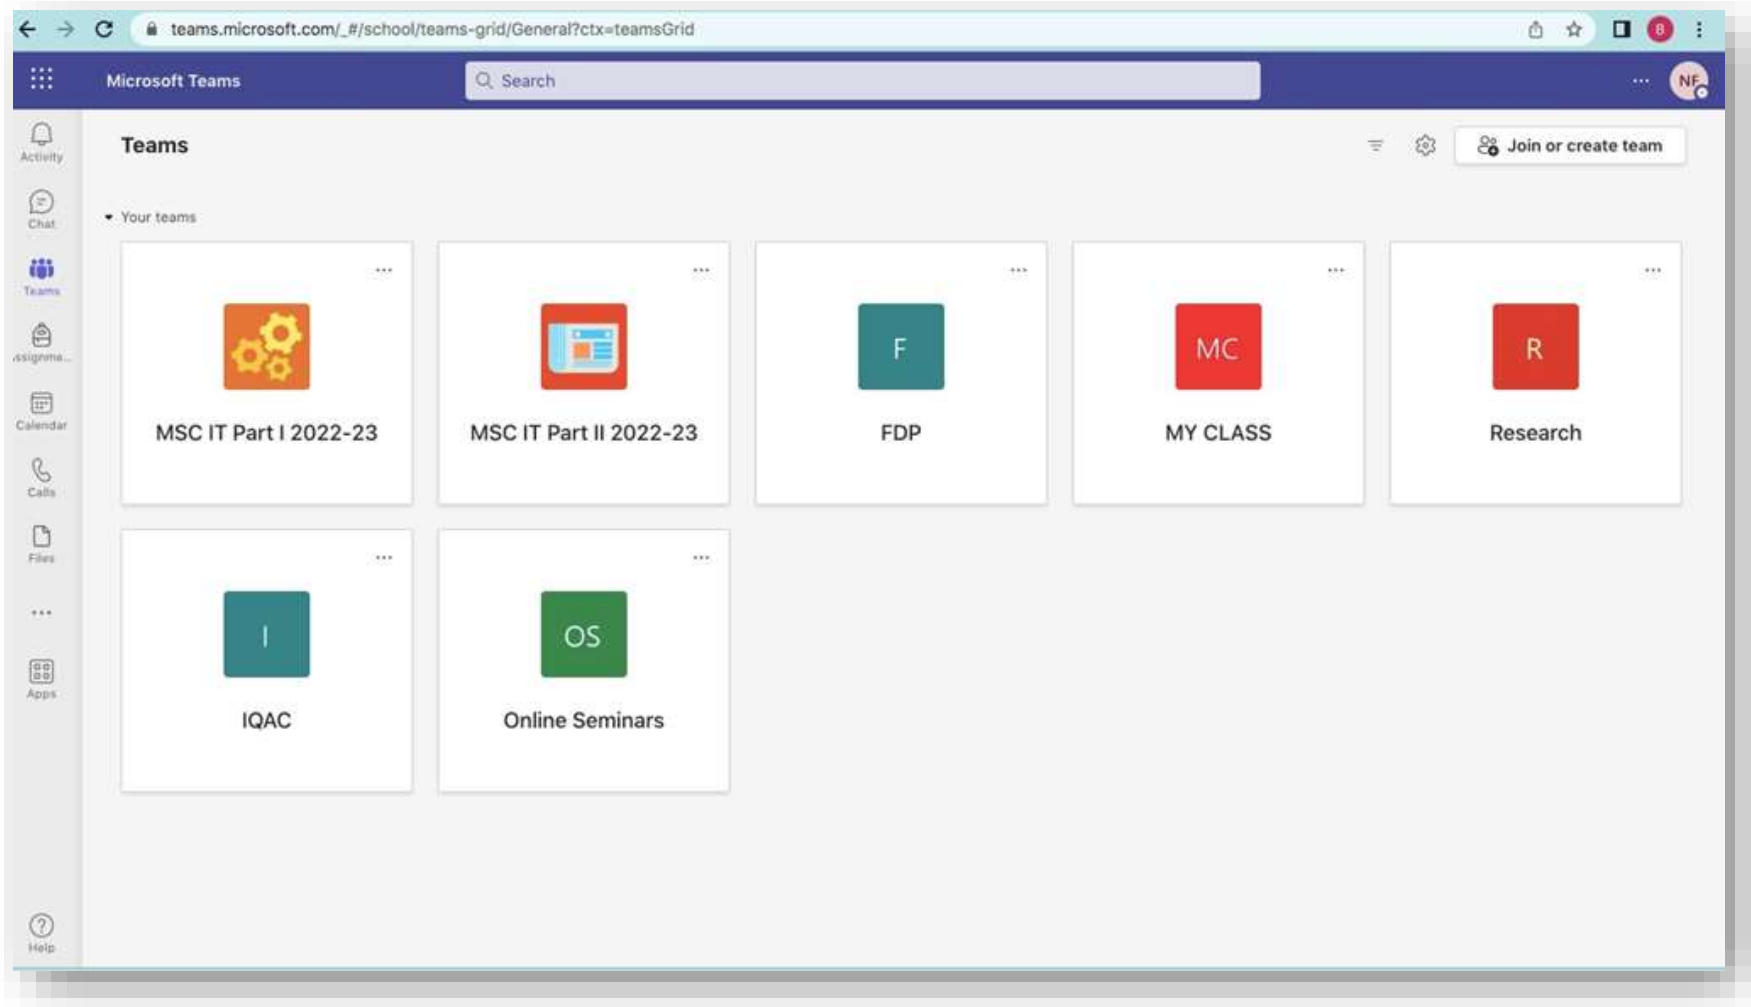 teams.microsoft.com/_#/school/teams-grid/General?ctx=teamsGrid
B
Microsoft Teams
Search
NF
Activity
Chat
Teams
ssignme...
Calendar
Calls
Files
Apps
Help
Teams
Join or create team
Your teams
F
MC
R
MSC IT Part I 2022-23
MSC IT Part II 2022-23
FDP
MY CLASS
Research
I
OS
IQAC
Online Seminars